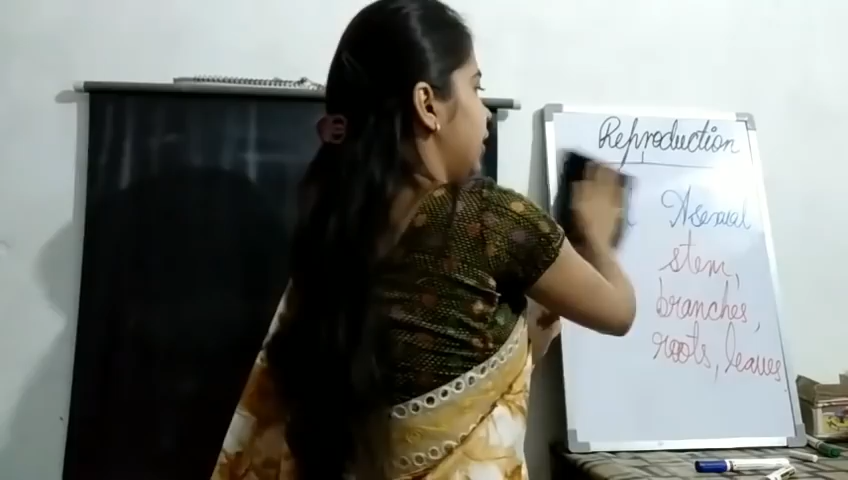 Reproduction
Asexual
stem,
branches,
roots, leaves